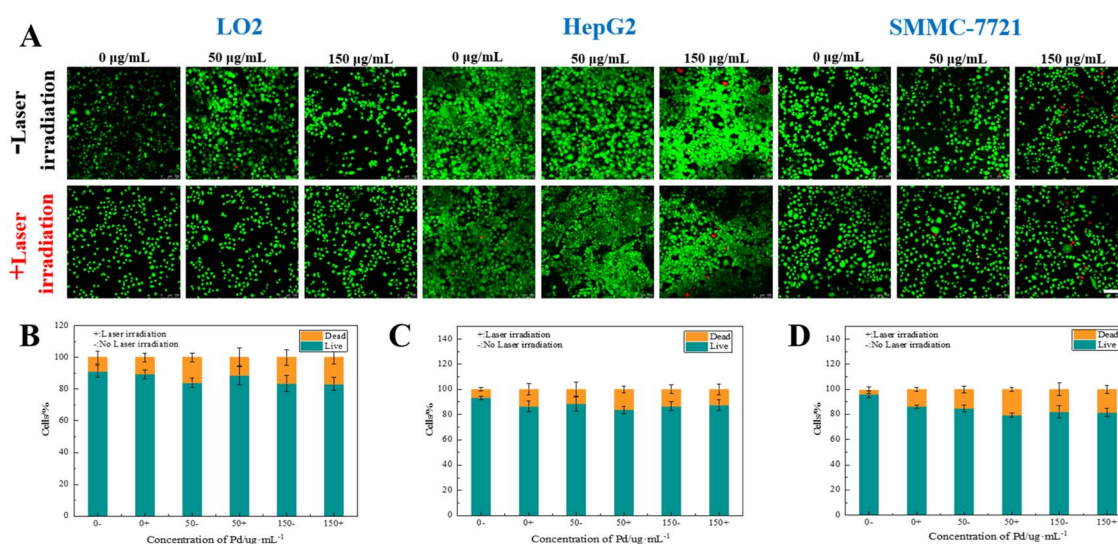 A
LO2 HepG2 SMMC-7721
0 μg/mL 50 μg/mL 150 μg/mL 0 μg/mL 50 μg/mL 150 μg/mL 0 μg/mL 50 μg/mL 150 μg/mL
-Laser
irradiation
+Laser
irradiation
B
+:Laser irradiation
-:No Laser irradiation
Dead
Live
120
100
80
60
40
20
0
Cells/%
0- 0+ 50- 50+ 150- 150+
Concentration of Pd/ug·mL⁻¹
C
+:Laser irradiation
-:No Laser irradiation
Dead
Live
140
120
100
80
60
40
20
0
Cells/%
0- 0+ 50- 50+ 150- 150+
Concentration of Pd/ug·mL⁻¹
D
+:Laser irradiation
-:No Laser irradiation
Dead
Live
140
120
100
80
60
40
20
0
Cells/%
0- 0+ 50- 50+ 150- 150+
Concentration of Pd/ug·mL⁻¹